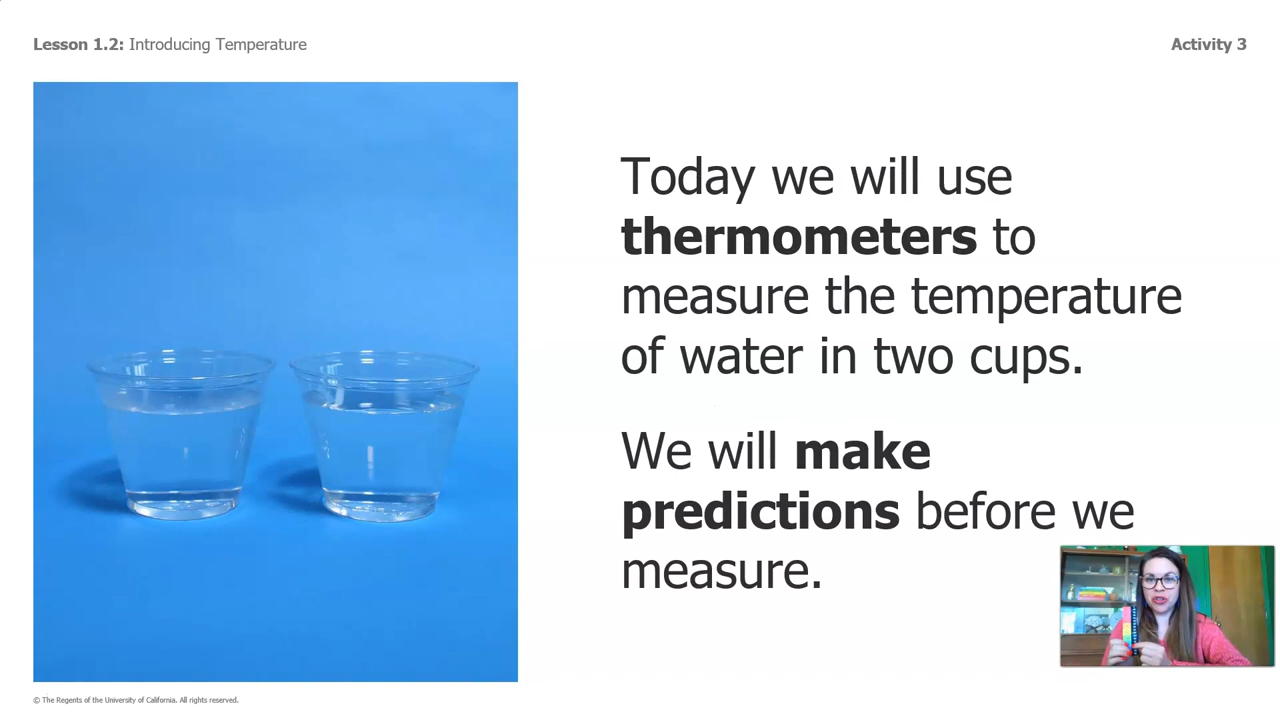 Lesson 1.2: Introducing Temperature
Activity 3
Today we will use
thermometers to
measure the temperature
of water in two cups.
We will make
predictions before we
measure.
© The Regents of the University of California. All rights reserved.